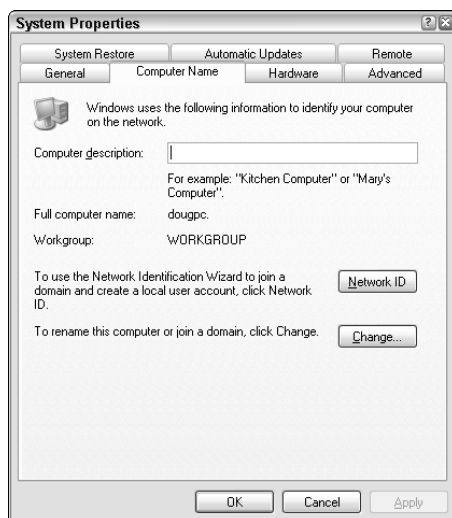 System Properties
System Restore Automatic Updates Remote
General Computer Name Hardware Advanced
Windows uses the following information to identify your computer
on the network.
Computer description:
For example: "Kitchen Computer" or "Mary's
Computer".
Full computer name: dougpc.
Workgroup: WORKGROUP
To use the Network Identification Wizard to join a
domain and create a local user account, click Network
ID.
Network ID
To rename this computer or join a domain, click Change.
Change...
OK Cancel Apply